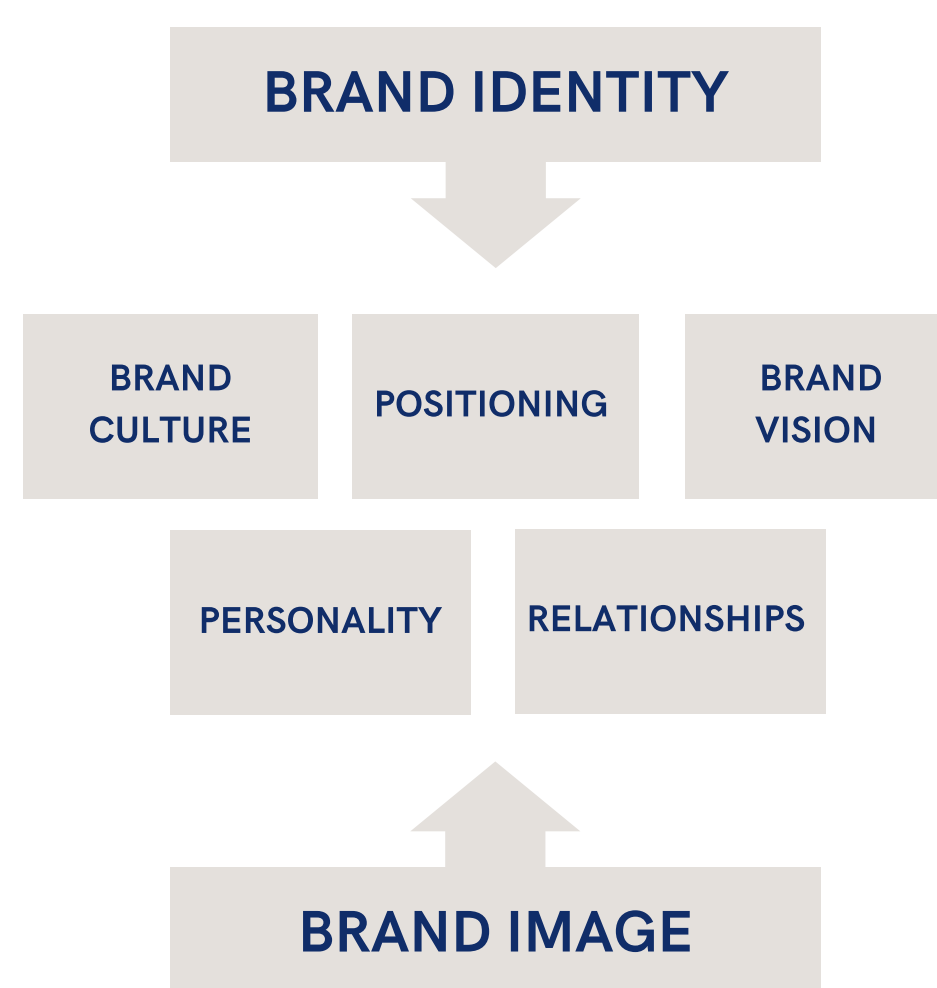 BRAND IDENTITY
BRAND
CULTURE
POSITIONING
BRAND
VISION
PERSONALITY
RELATIONSHIPS
BRAND IMAGE